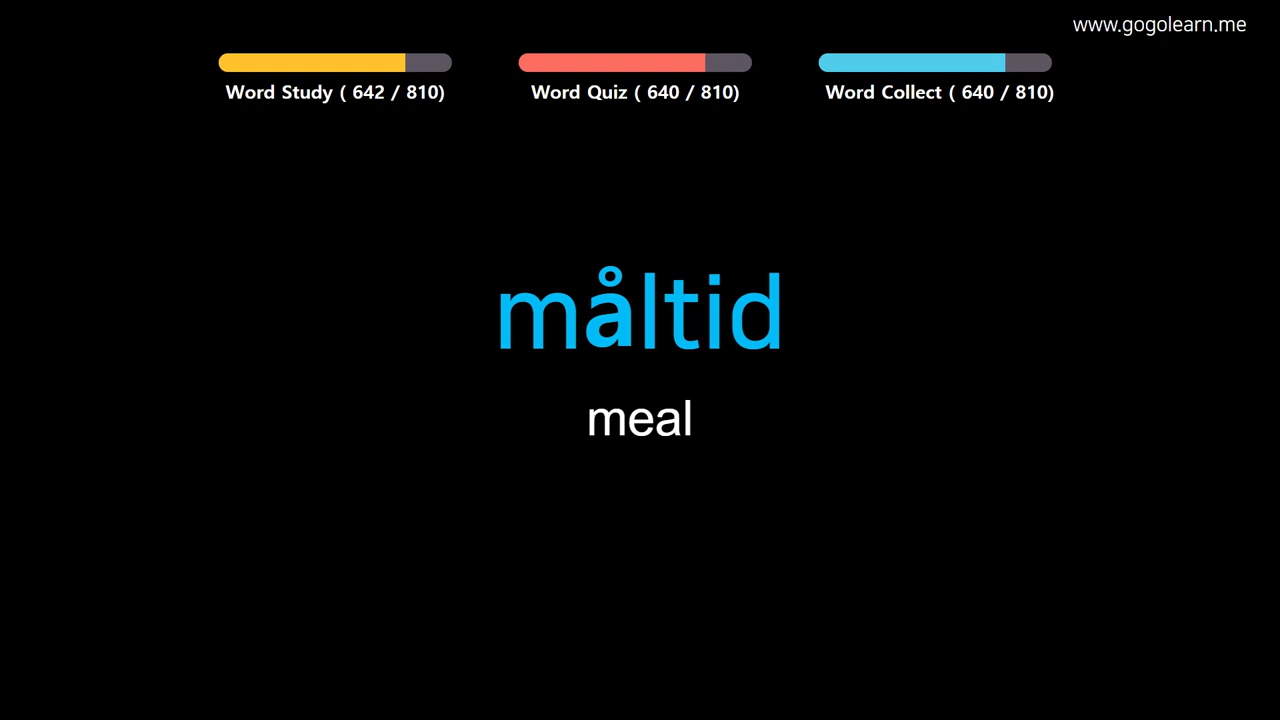 www.gogolearn.me
Word Study ( 642 / 810)
Word Quiz ( 640 / 810)
Word Collect ( 640 / 810)
måltid
meal